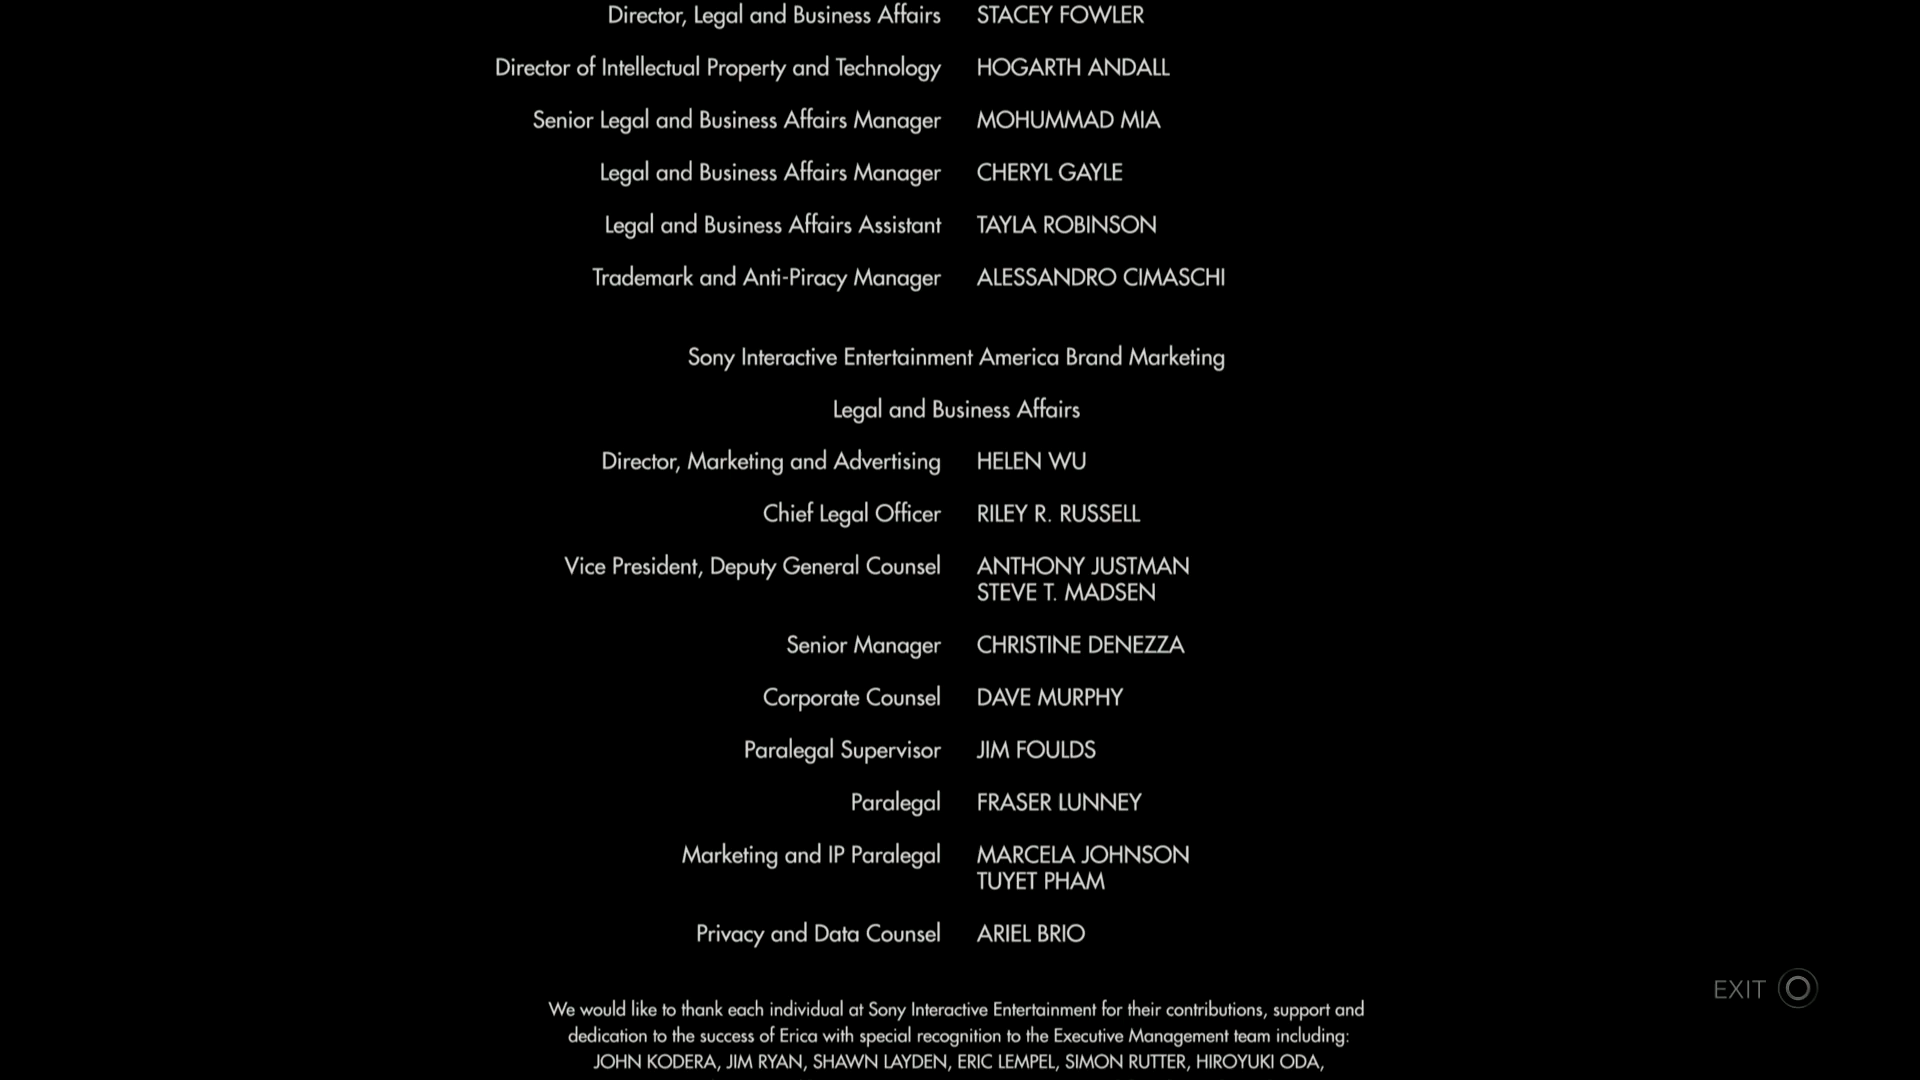 Director, Legal and Business Affairs STACEY FOWLER
Director of Intellectual Property and Technology HOGARTH ANDALL
Senior Legal and Business Affairs Manager MOHUMMAD MIA
Legal and Business Affairs Manager CHERYL GAYLE
Legal and Business Affairs Assistant TAYLA ROBINSON
Trademark and Anti-Piracy Manager ALESSANDRO CIMASCHI
Sony Interactive Entertainment America Brand Marketing
Legal and Business Affairs
Director, Marketing and Advertising HELEN WU
Chief Legal Officer RILEY R. RUSSELL
Vice President, Deputy General Counsel ANTHONY JUSTMAN
STEVE T. MADSEN
Senior Manager CHRISTINE DENEZZA
Corporate Counsel DAVE MURPHY
Paralegal Supervisor JIM FOULDS
Paralegal FRASER LUNNEY
Marketing and IP Paralegal MARCELA JOHNSON
TUYET PHAM
Privacy and Data Counsel ARIEL BRIO
EXIT
We would like to thank each individual at Sony Interactive Entertainment for their contributions, support and
dedication to the success of Erica with special recognition to the Executive Management team including:
JOHN KODERA, JIM RYAN, SHAWN LAYDEN, ERIC LEMPEL, SIMON RUTTER, HIROYUKI ODA,